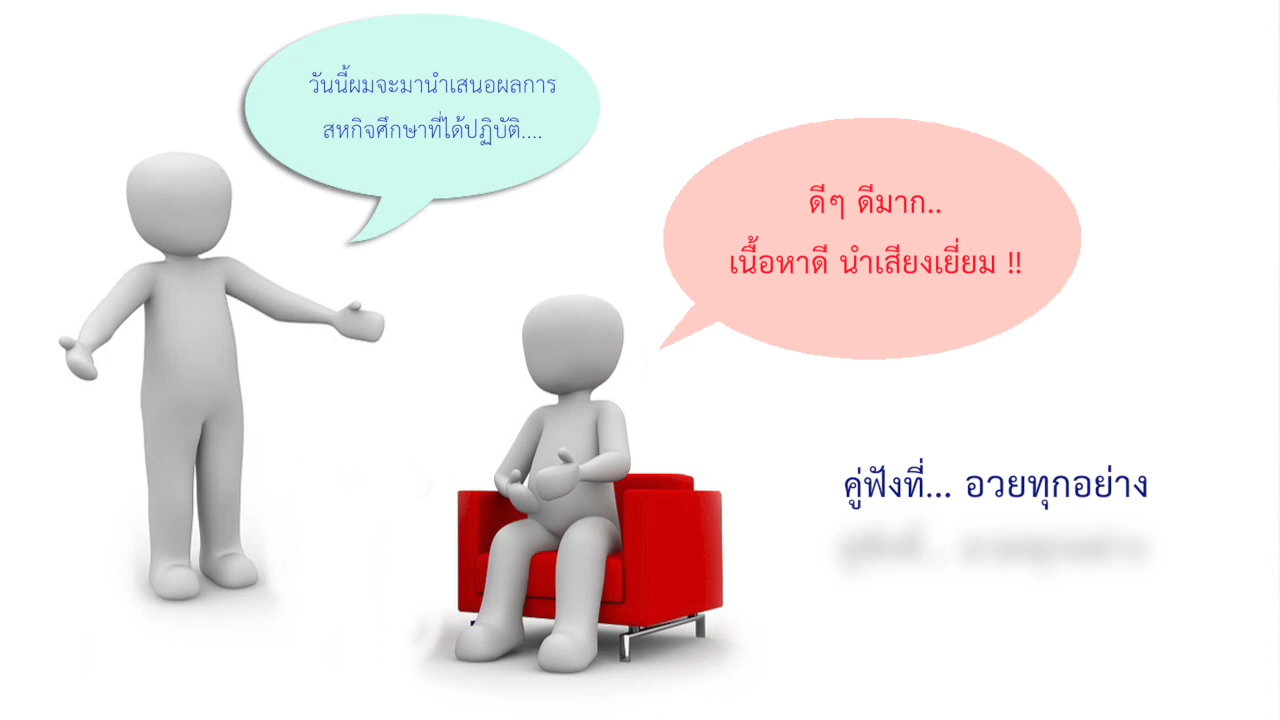 วันนี้ผมจะมานำเสนอผลการ
สหกิจศึกษาที่ได้ปฏิบัติ....
ดีๆ ดีมาก..
เนื้อหาดี นำเสียงเยี่ยม !!
คู่ฟังที่... อวยทุกอย่าง